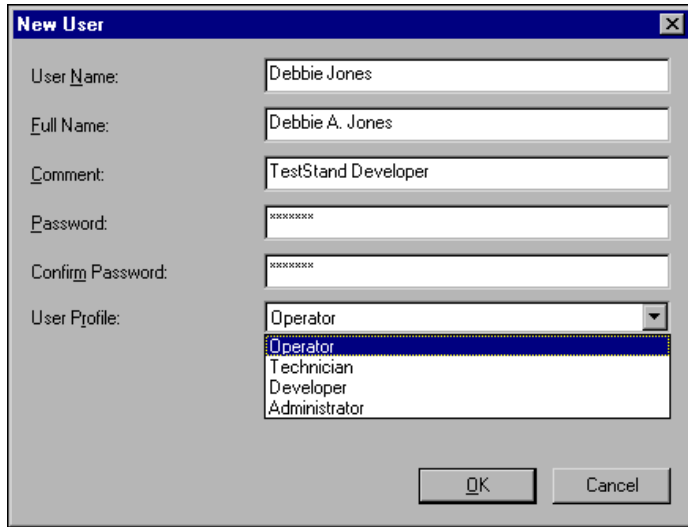 New User
User Name: Debbie Jones
Full Name: Debbie A. Jones
Comment: TestStand Developer
Password: *******
Confirm Password: *******
User Profile: Operator
Operator
Technician
Developer
Administrator
OK Cancel